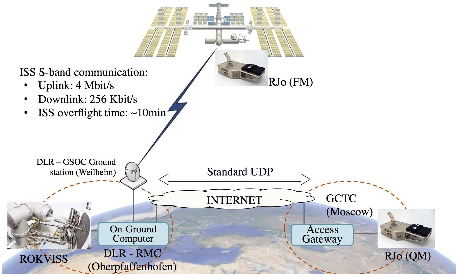 ISS S-band communication:
• Uplink: 4 Mbit/s
• Downlink: 256 Kbit/s
• ISS overflight time: ~10min
RJo (FM)
DLR – GSOC Ground
station (Weilheim)
Standard UDP
INTERNET
GCTC
(Moscow)
On-Ground
Computer
Access
Gateway
ROKVISS
DLR - RMC
(Oberpfaffenhofen)
RJo (QM)